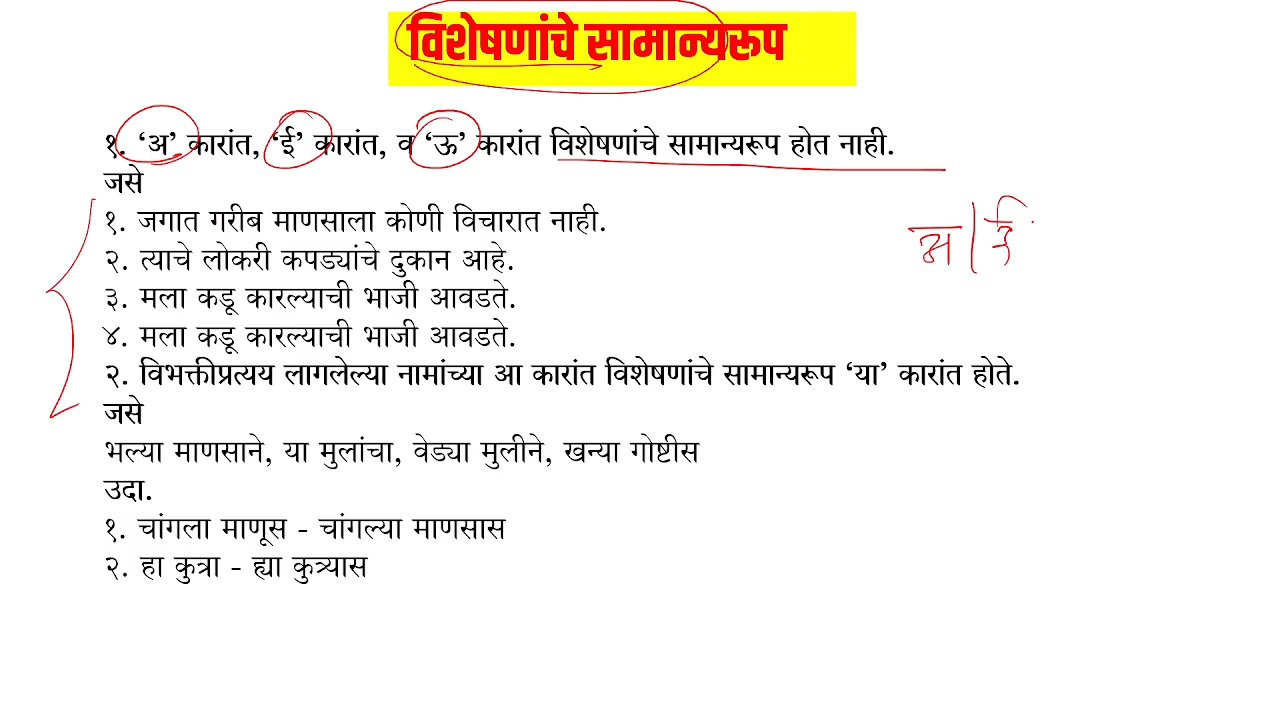 विशेषणांचे सामान्यरूप
१. ‘अ’ कारांत, ‘ई’ कारांत, व ‘ऊ’ कारांत विशेषणांचे सामान्यरूप होत नाही.
जसे
१. जगात गरीब माणसाला कोणी विचारात नाही.
अ | ई
२. त्याचे लोकरी कपड्यांचे दुकान आहे.
३. मला कडू कारल्याची भाजी आवडते.
४. मला कडू कारल्याची भाजी आवडते.
२. विभक्तीप्रत्यय लागलेल्या नामांच्या आ कारांत विशेषणांचे सामान्यरूप ‘या’ कारांत होते.
जसे
भल्या माणसाने, या मुलांचा, वेड्या मुलीने, खऱ्या गोष्टीस
उदा.
१. चांगला माणूस - चांगल्या माणसास
२. हा कुत्रा - ह्या कुत्र्यास